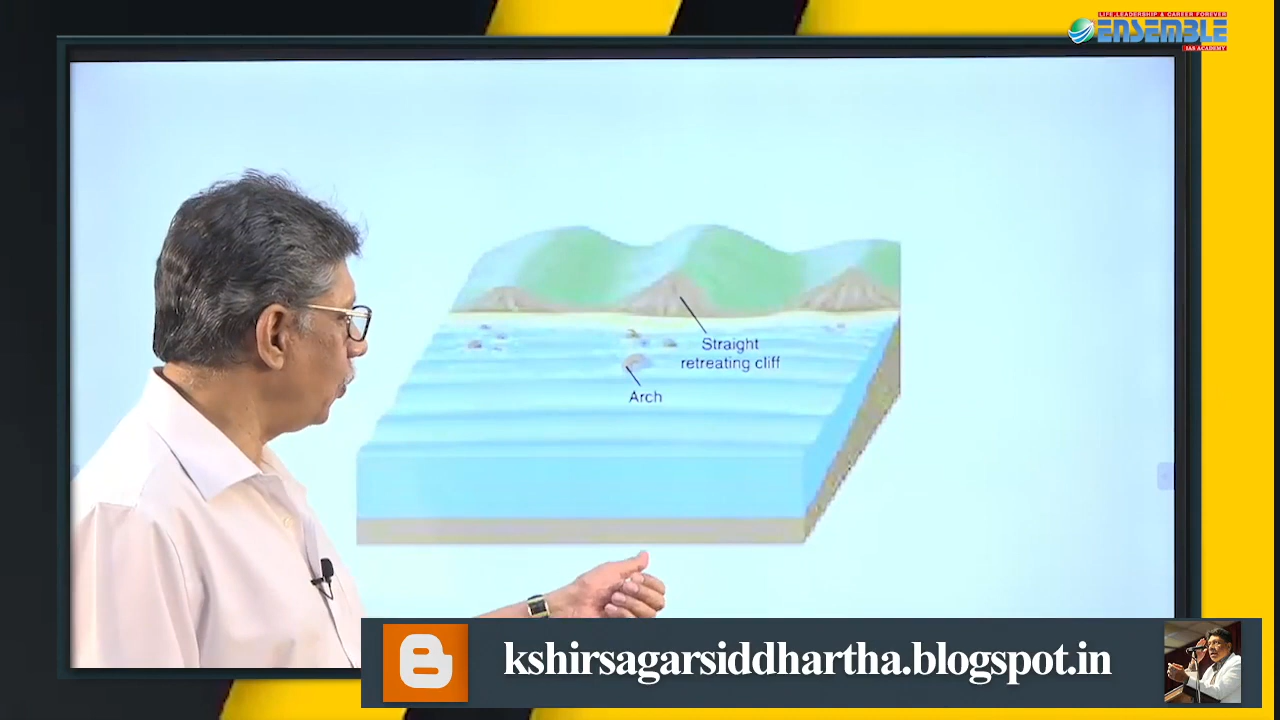 LIFE, LEADERSHIP & CAREER FOREVER
ENSEMBLE
IAS ACADEMY
Straight
retreating cliff
Arch
kshirsagarsiddhartha.blogspot.in